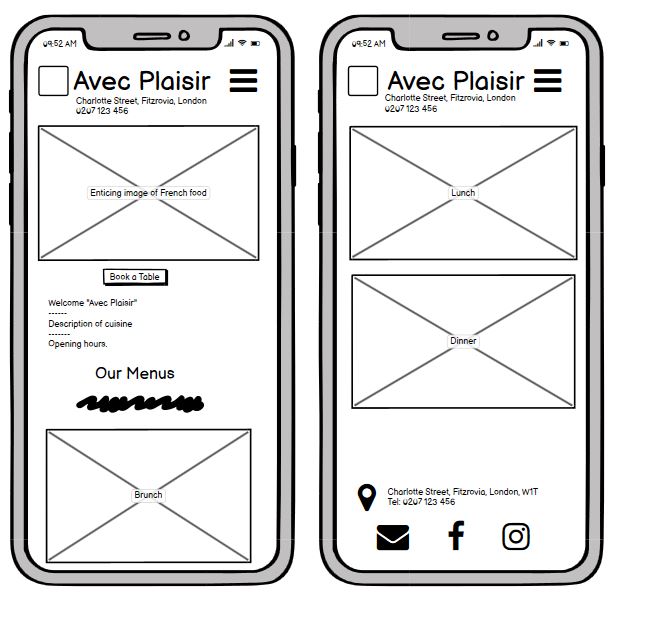 09:52 AM
Avec Plaisir
Charlotte Street, Fitzrovia, London
0207 123 456
Enticing image of French food
Book a Table
Welcome "Avec Plaisir"
------
Description of cuisine
-------
Opening hours.
Our Menus
Brunch
09:52 AM
Avec Plaisir
Charlotte Street, Fitzrovia, London
0207 123 456
Lunch
Dinner
Charlotte Street, Fitzrovia, London, W1T
Tel: 0207 123 456